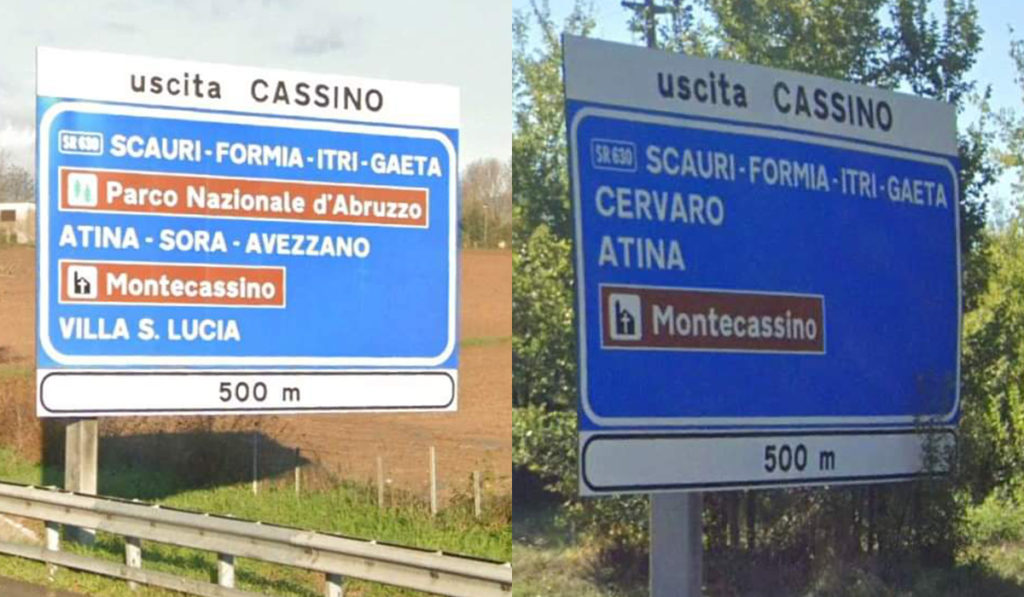 uscita CASSINO
SR 630 SCAURI - FORMIA - ITRI - GAETA
Parco Nazionale d'Abruzzo
ATINA - SORA - AVEZZANO
Montecassino
VILLA S. LUCIA
500 m
uscita CASSINO
SR 630 SCAURI - FORMIA - ITRI - GAETA
CERVARO
ATINA
Montecassino
500 m